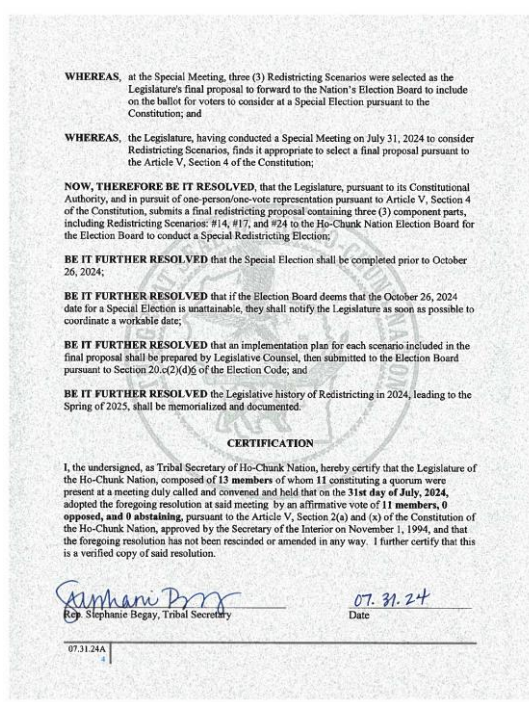 WHEREAS, at the Special Meeting, three (3) Redistricting Scenarios were selected as the
Legislature's final proposal to forward to the Nation's Election Board to include
on the ballot for voters to consider at a Special Election pursuant to the
Constitution; and
WHEREAS, the Legislature, having conducted a Special Meeting on July 31, 2024 to consider
Redistricting Scenarios, finds it appropriate to select a final proposal pursuant to
the Article V, Section 4 of the Constitution;
NOW, THEREFORE BE IT RESOLVED, that the Legislature, pursuant to its Constitutional
Authority, and in pursuit of one-person/one-vote representation pursuant to Article V, Section 4
of the Constitution, submits a final redistricting proposal containing three (3) component parts,
including Redistricting Scenarios: #14, #17, and #24 to the Ho-Chunk Nation Election Board for
the Election Board to conduct a Special Redistricting Election;
BE IT FURTHER RESOLVED that the Special Election shall be completed prior to October
26, 2024;
BE IT FURTHER RESOLVED that if the Election Board deems that the October 26, 2024
date for a Special Election is unattainable, they shall notify the Legislature as soon as possible to
coordinate a workable date;
BE IT FURTHER RESOLVED that an implementation plan for each scenario included in the
final proposal shall be prepared by Legislative Counsel, then submitted to the Election Board
pursuant to Section 20.c(2)(d)6 of the Election Code; and
BE IT FURTHER RESOLVED the Legislative history of Redistricting in 2024, leading to the
Spring of 2025, shall be memorialized and documented.
CERTIFICATION
I, the undersigned, as Tribal Secretary of Ho-Chunk Nation, hereby certify that the Legislature of
the Ho-Chunk Nation, composed of 13 members of whom 11 constituting a quorum were
present at a meeting duly called and convened and held that on the 31st day of July, 2024,
adopted the foregoing resolution at said meeting by an affirmative vote of 11 members, 0
opposed, and 0 abstaining, pursuant to the Article V, Section 2(a) and (x) of the Constitution of
the Ho-Chunk Nation, approved by the Secretary of the Interior on November 1, 1994, and that
the foregoing resolution has not been rescinded or amended in any way. I further certify that this
is a verified copy of said resolution.
07. 31. 24
Rep. Stephanie Begay, Tribal Secretary Date
07.31.24A
4